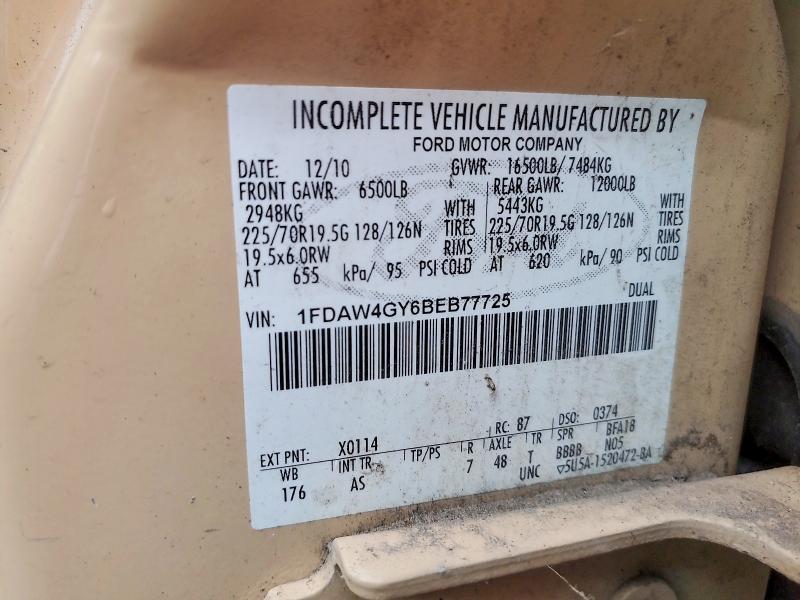 INCOMPLETE VEHICLE MANUFACTURED BY
FORD MOTOR COMPANY
DATE: 12/10 GVWR: 16500LB/ 7484KG
FRONT GAWR: 6500LB REAR GAWR: 12000LB
2948KG WITH 5443KG WITH
225/70R19.5G 128/126N TIRES 225/70R19.5G 128/126N TIRES
19.5x6.0RW RIMS 19.5x6.0RW RIMS
AT 655 kPa/ 95 PSI COLD AT 620 kPa/ 90 PSI COLD
VIN: 1FDAW4GY6BEB77725 DUAL
EXT PNT: X0114 RC: 87 DSO: 0374
WB INT TR TP/PS R AXLE TR SPR BFA18
176 AS 7 48 T BBBB N05
UNC ▽5U5A-1520472-BA